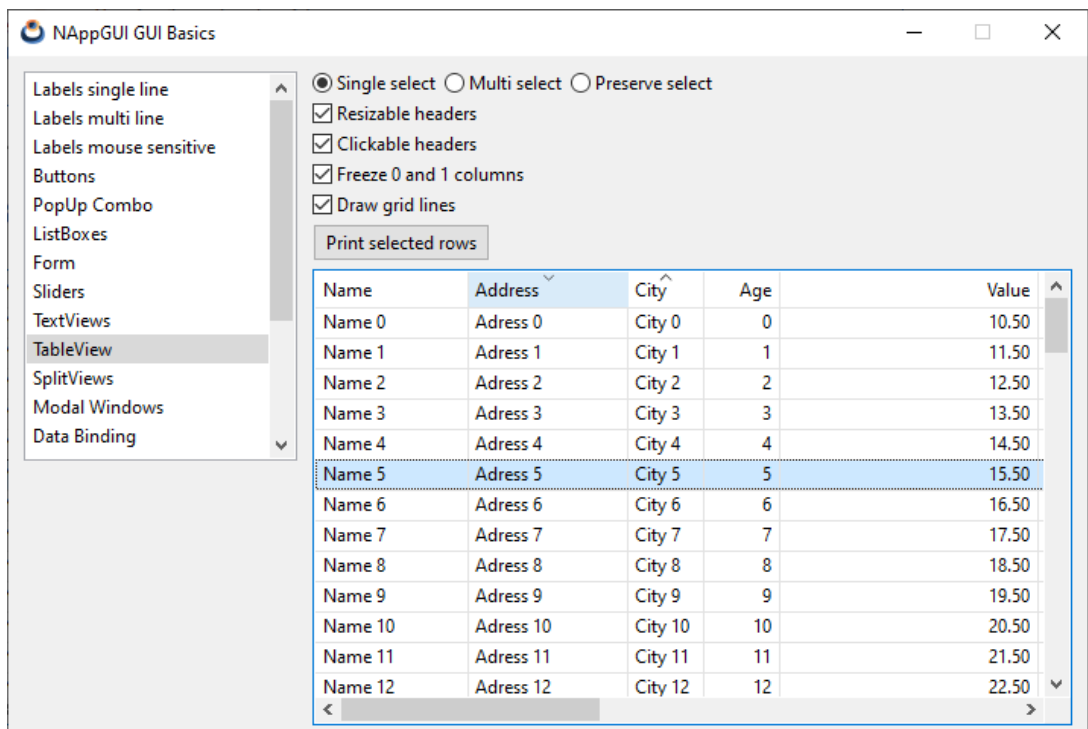 NAppGUI GUI Basics
Labels single line
Labels multi line
Labels mouse sensitive
Buttons
PopUp Combo
ListBoxes
Form
Sliders
TextViews
TableView
SplitViews
Modal Windows
Data Binding
Single select Multi select Preserve select
Resizable headers
Clickable headers
Freeze 0 and 1 columns
Draw grid lines
Print selected rows
Name Address City Age Value
Name 0 Adress 0 City 0 0 10.50
Name 1 Adress 1 City 1 1 11.50
Name 2 Adress 2 City 2 2 12.50
Name 3 Adress 3 City 3 3 13.50
Name 4 Adress 4 City 4 4 14.50
Name 5 Adress 5 City 5 5 15.50
Name 6 Adress 6 City 6 6 16.50
Name 7 Adress 7 City 7 7 17.50
Name 8 Adress 8 City 8 8 18.50
Name 9 Adress 9 City 9 9 19.50
Name 10 Adress 10 City 10 10 20.50
Name 11 Adress 11 City 11 11 21.50
Name 12 Adress 12 City 12 12 22.50